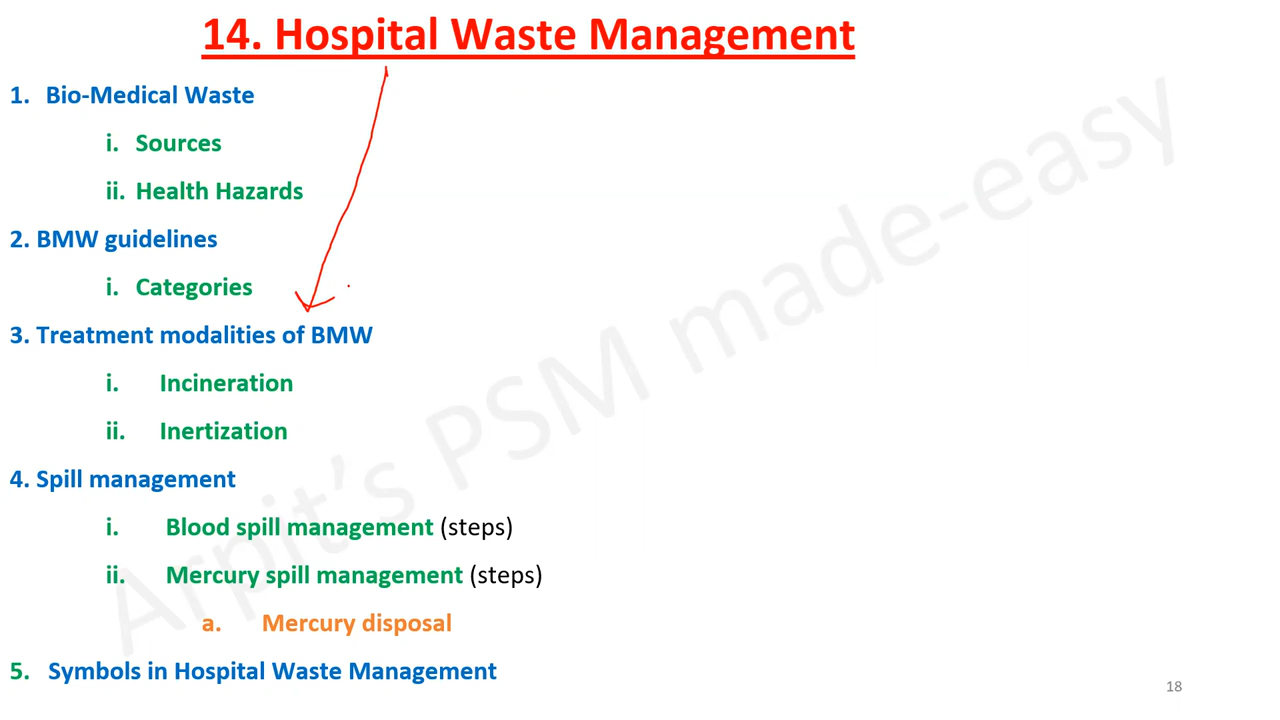 14. Hospital Waste Management
1. Bio-Medical Waste
i. Sources
ii. Health Hazards
2. BMW guidelines
i. Categories
3. Treatment modalities of BMW
i. Incineration
ii. Inertization
4. Spill management
i. Blood spill management (steps)
ii. Mercury spill management (steps)
a. Mercury disposal
5. Symbols in Hospital Waste Management
Arpit's PSM made-easy
18